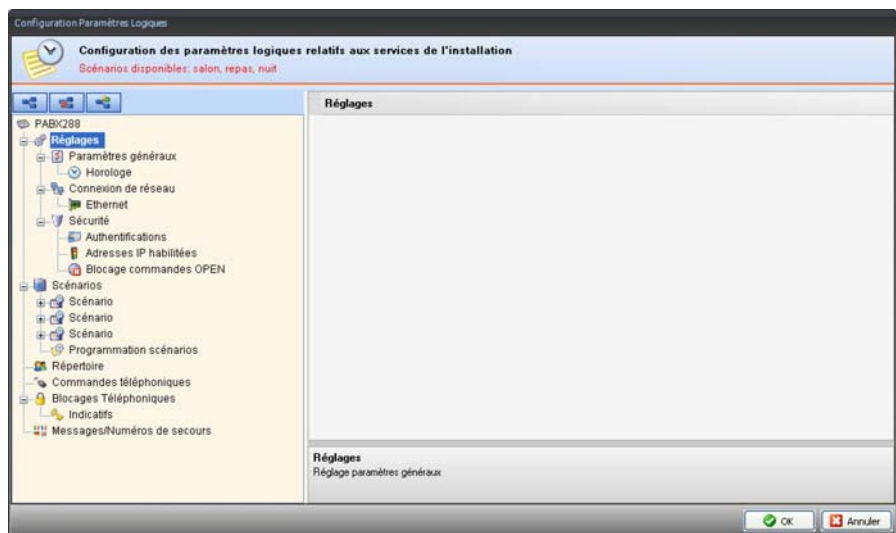 Configuration Paramètres Logiques
Configuration des paramètres logiques relatifs aux services de l'installation
Scénarios disponibles: salon, repas, nuit
Réglages
PABX288
Réglages
Paramètres généraux
Horologe
Connexion de réseau
Ethernet
Sécurité
Authentifications
Adresses IP habilitées
Blocage commandes OPEN
Scénarios
Scénario
Scénario
Scénario
Programmation scénarios
Répertoire
Commandes téléphoniques
Blocages Téléphoniques
Indicatifs
Messages/Numéros de secours
Réglages
Réglage paramètres généraux
OK
Annuler